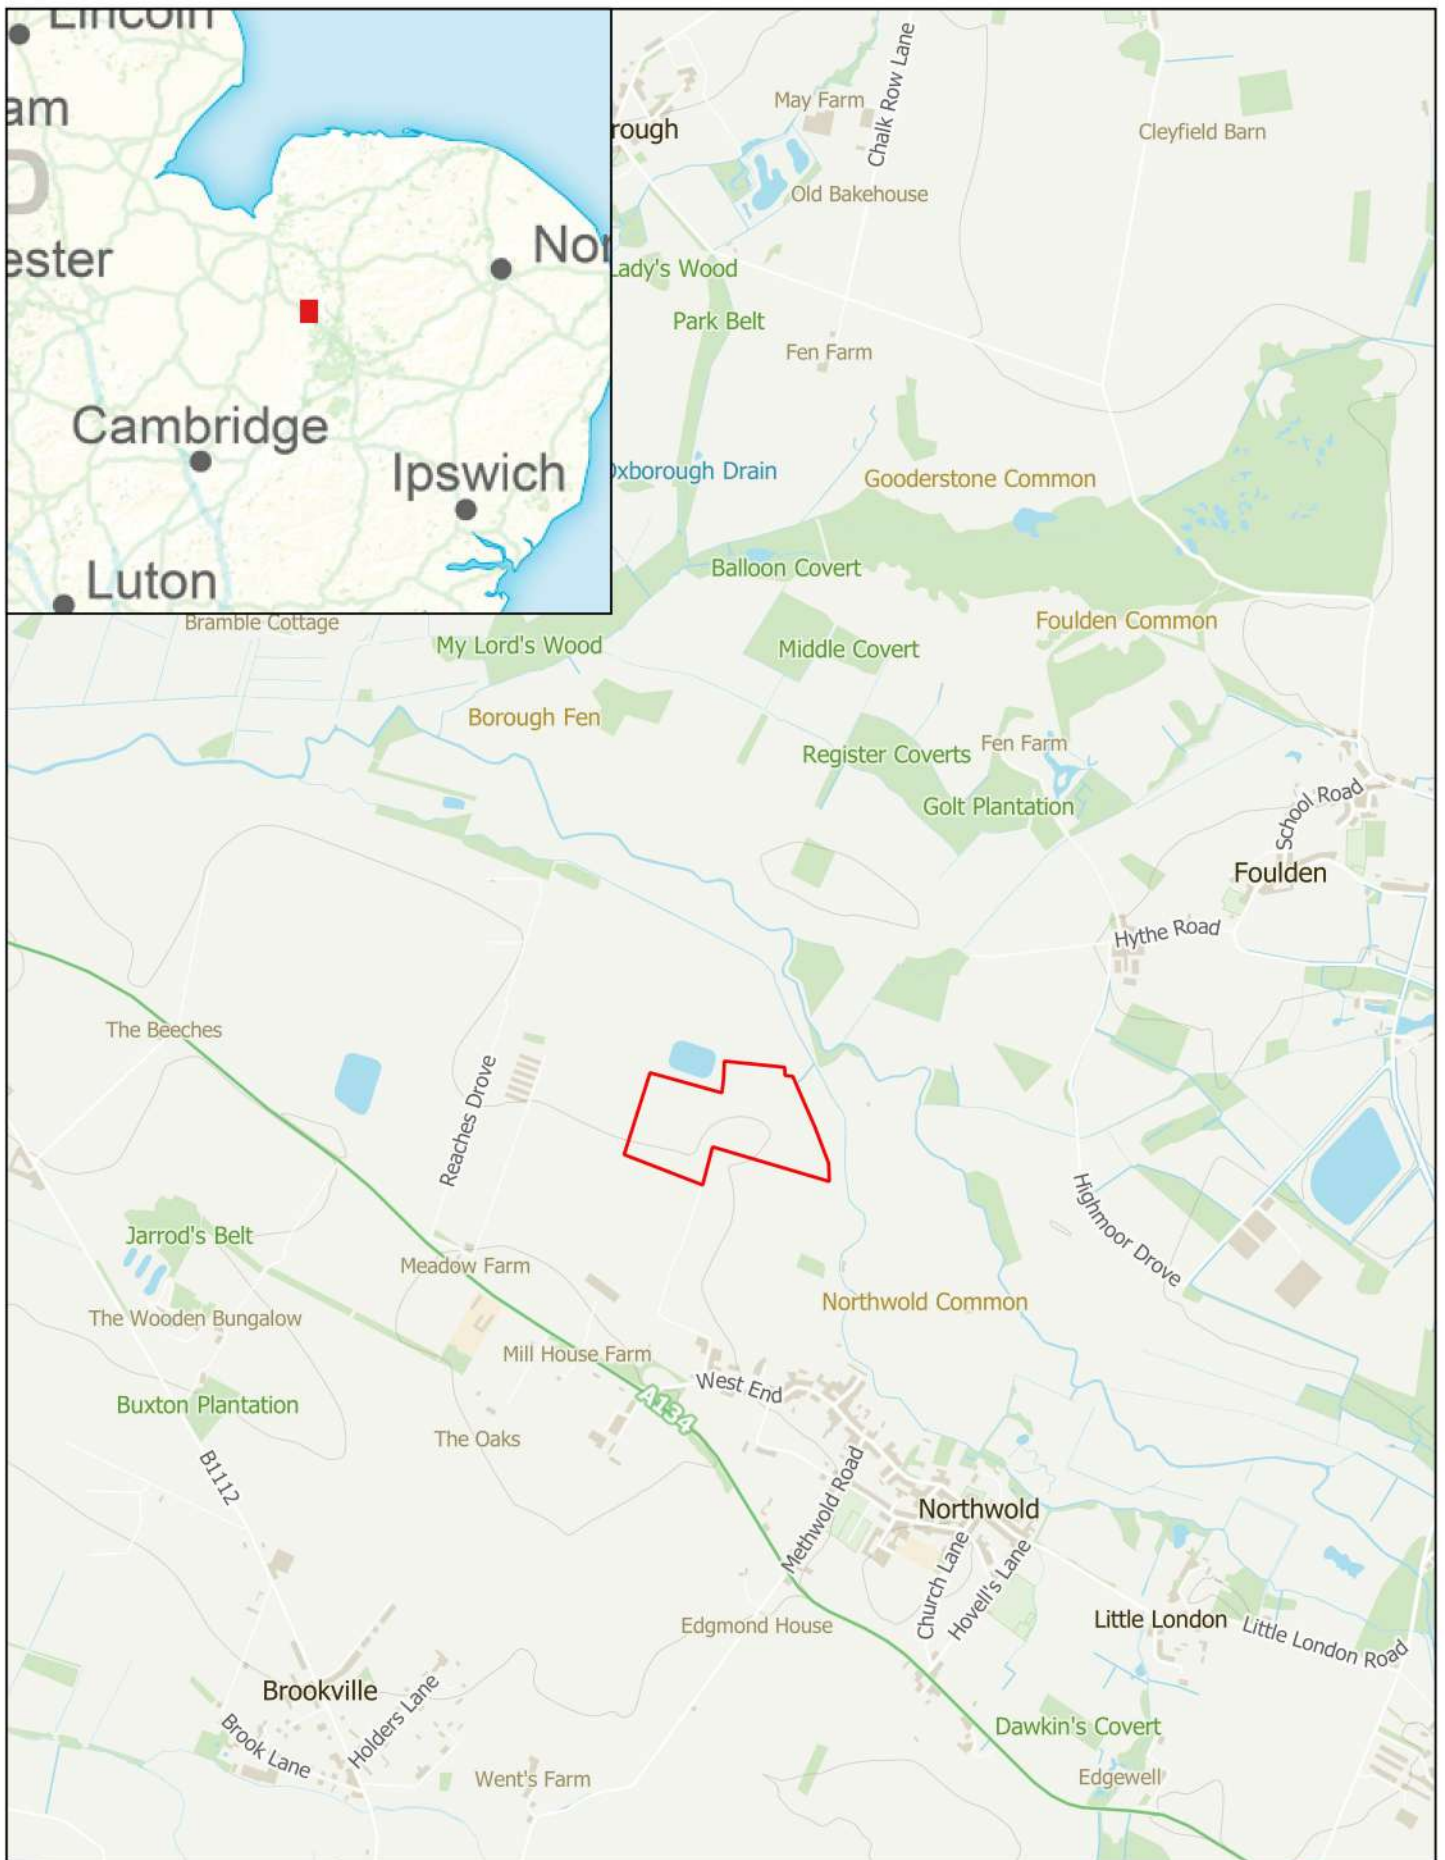 Lincoln
am
D
ester
Nor
Cambridge
Ipswich
Luton
rough
May Farm
Chalk Row Lane
Cleyfield Barn
Old Bakehouse
Lady's Wood
Park Belt
Fen Farm
Oxborough Drain
Gooderstone Common
Balloon Covert
Bramble Cottage
My Lord's Wood
Middle Covert
Foulden Common
Borough Fen
Register Coverts
Fen Farm
Golt Plantation
School Road
Foulden
Hythe Road
The Beeches
Reaches Drove
Highmoor Drove
Jarrod's Belt
Meadow Farm
The Wooden Bungalow
Northwold Common
Mill House Farm
West End
A134
Buxton Plantation
The Oaks
B1112
Methwold Road
Northwold
Church Lane
Hovell's Lane
Edgmond House
Little London
Little London Road
Brookville
Holders Lane
Brook Lane
Dawkin's Covert
Went's Farm
Edgewell